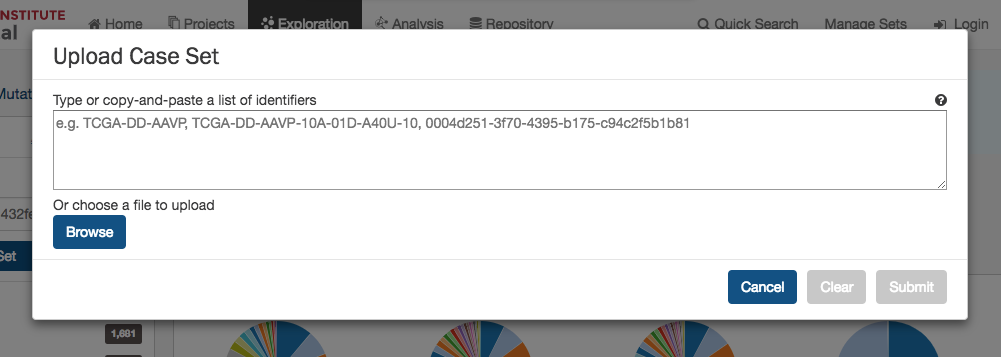 INSTITUTE
al
Home
Projects
Exploration
Analysis
Repository
Quick Search
Manage Sets
Login
Upload Case Set
Type or copy-and-paste a list of identifiers
e.g. TCGA-DD-AAVP, TCGA-DD-AAVP-10A-01D-A40U-10, 0004d251-3f70-4395-b175-c94c2f5b1b81
Mutat
Or choose a file to upload
432fe
Browse
Set
Cancel
Clear
Submit
1,681